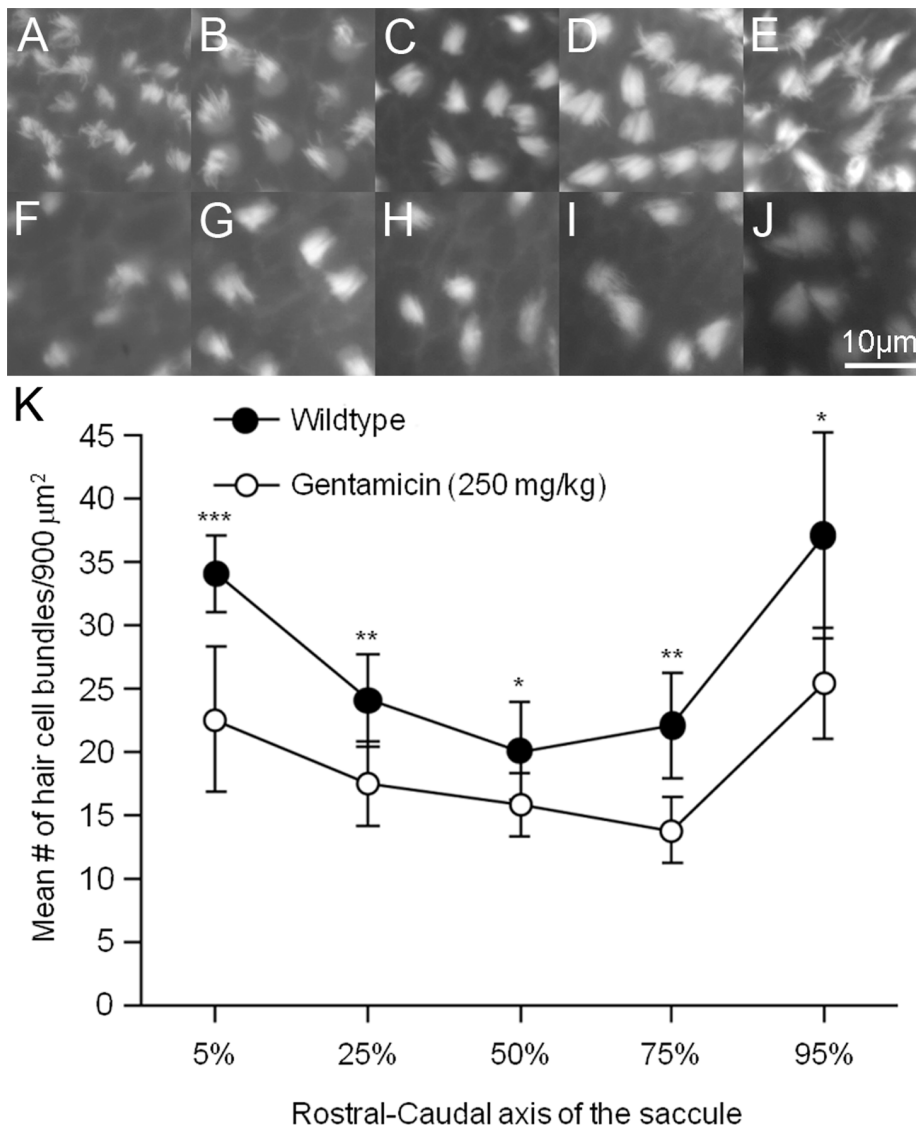 A B C D E
F G H I J
10µm
K
Wildtype
Gentamicin (250 mg/kg)
Mean # of hair cell bundles/900 µm²
45
40
35
30
25
20
15
10
5
0
***
**
*
**
*
5% 25% 50% 75% 95%
Rostral-Caudal axis of the saccule